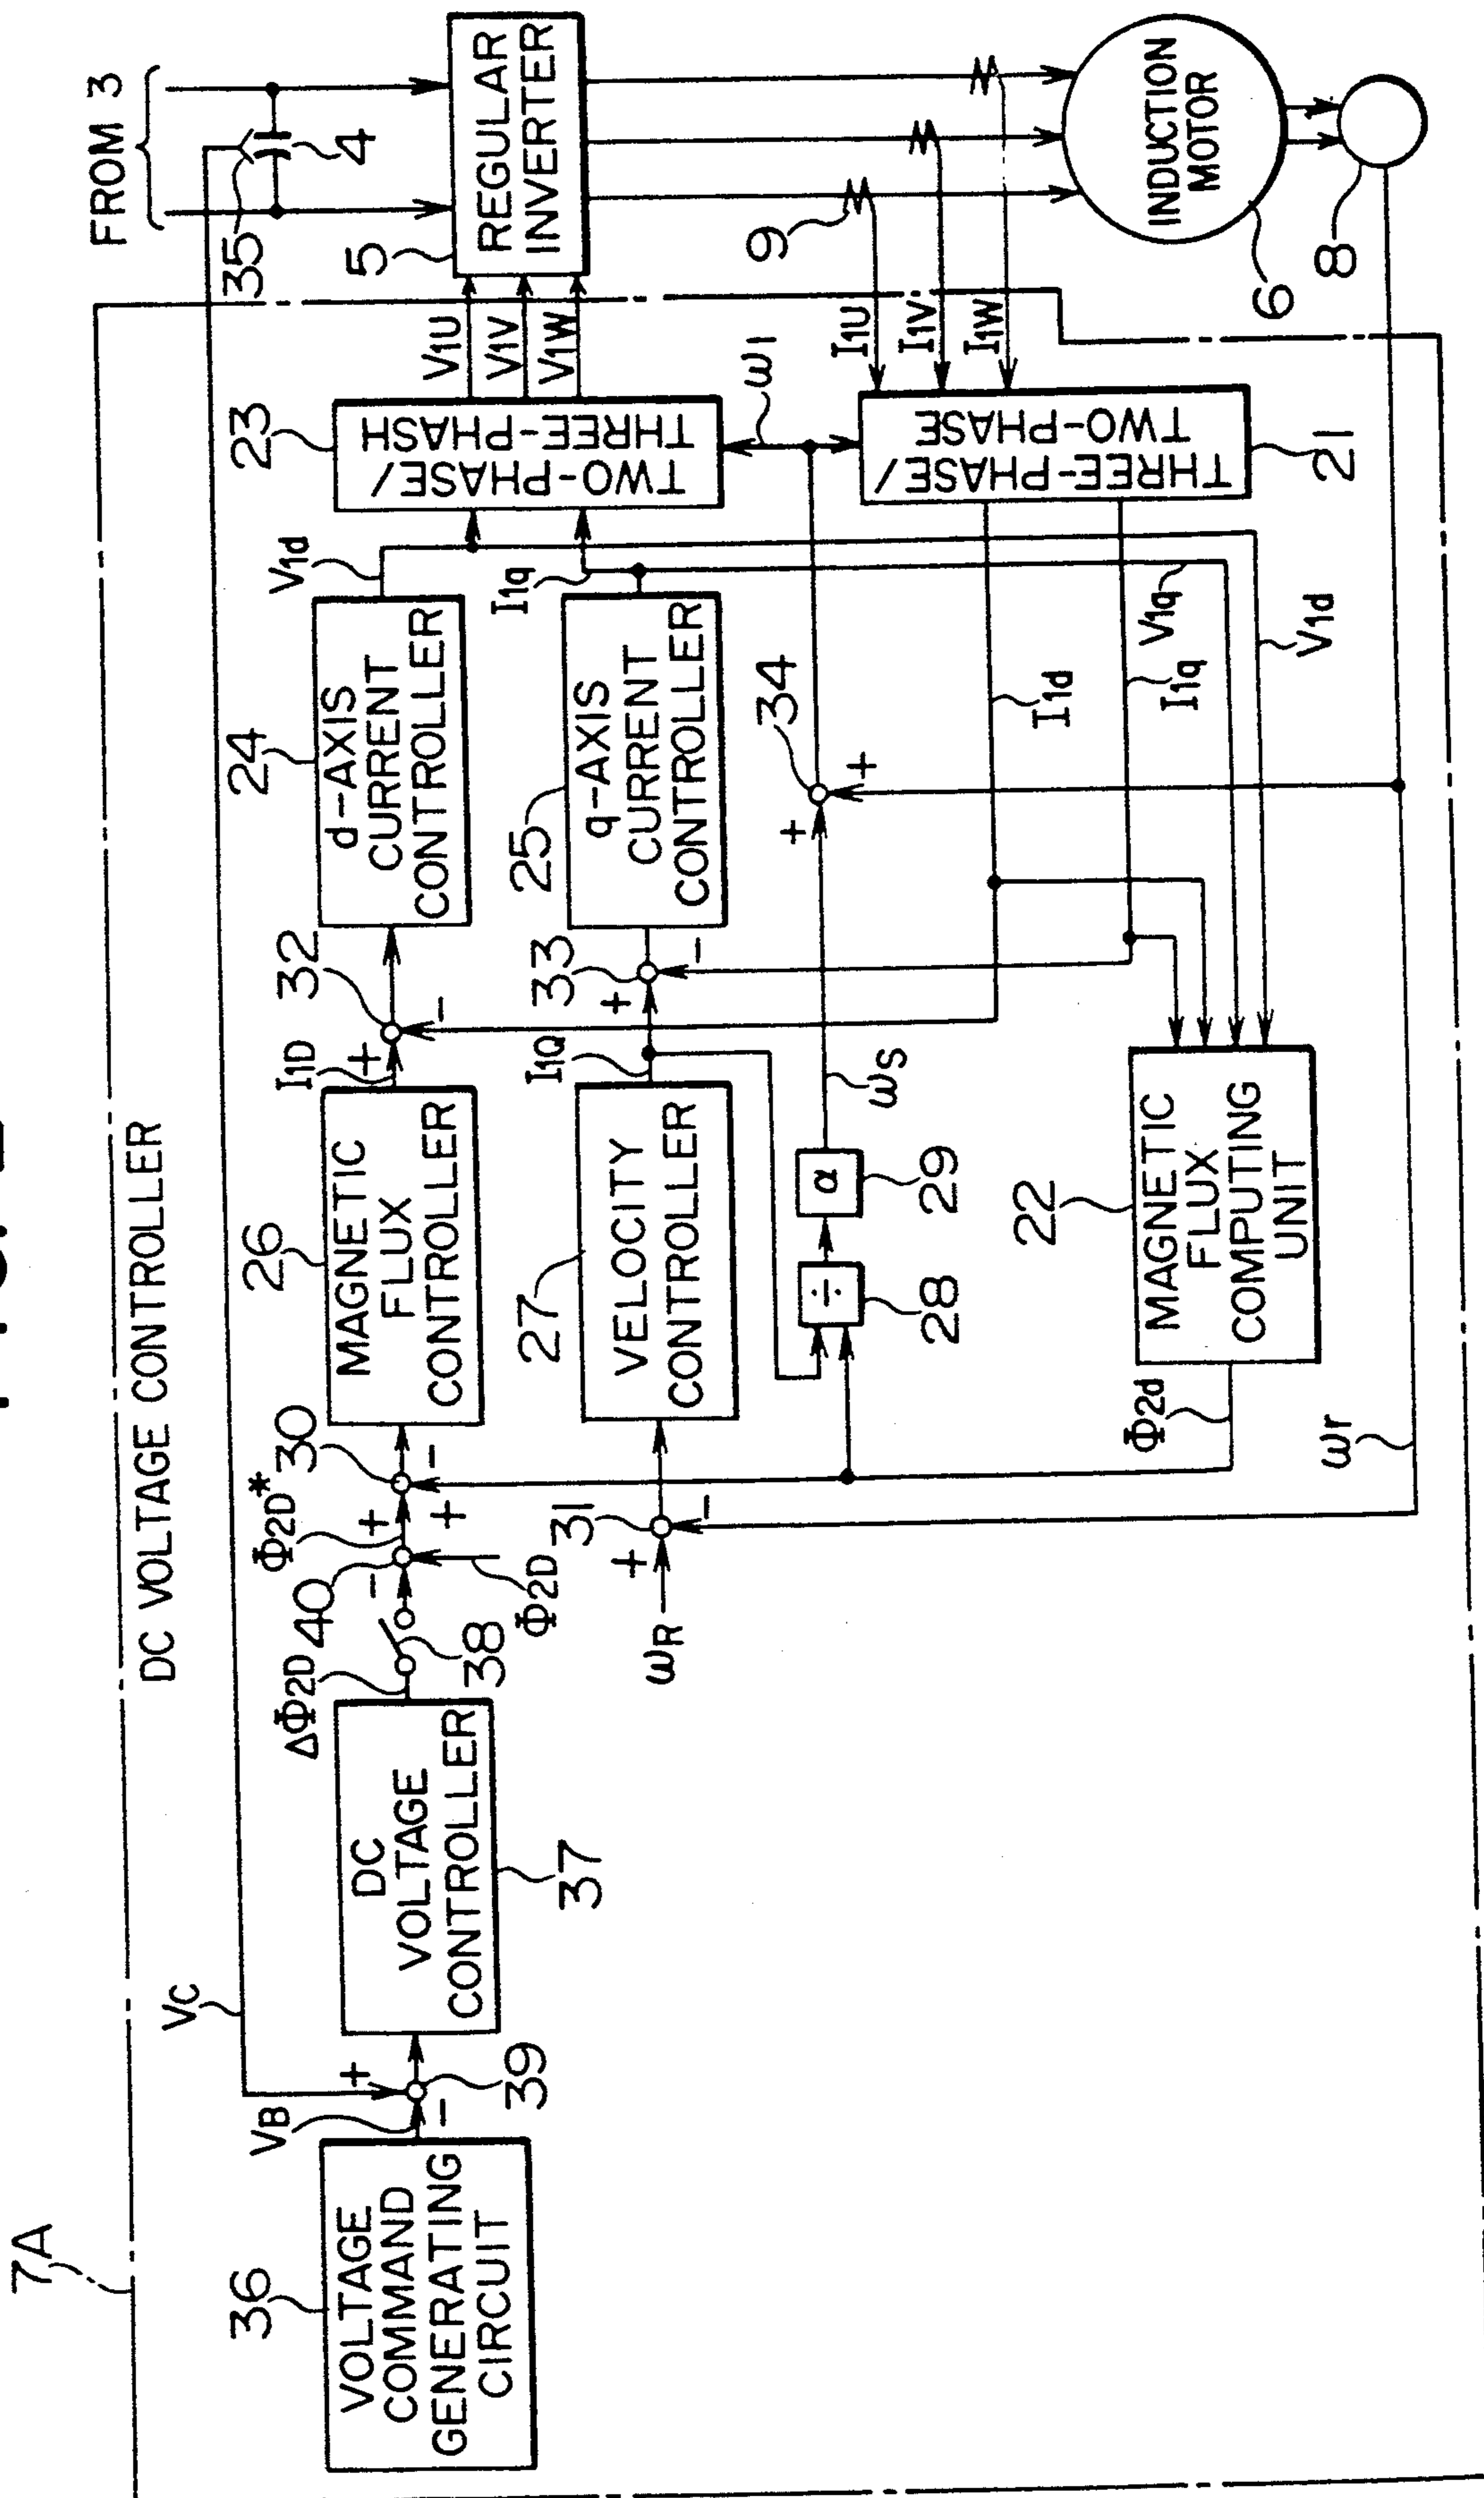 7A
DC VOLTAGE CONTROLLER
FROM 3
35
4
5
REGULAR
INVERTER
VC
36
VOLTAGE
COMMAND
GENERATING
CIRCUIT
VB
+
-
39
DC
VOLTAGE
CONTROLLER
37
ΔΦ2D
38
40
-
+
Φ2D
Φ2D*
+
30
-
26
MAGNETIC
FLUX
CONTROLLER
I1D
+
32
-
24
d-AXIS
CURRENT
CONTROLLER
V1d
23
TWO-PHASE/
THREE-PHASH
V1U
V1V
V1W
ωR
+
31
-
27
VELOCITY
CONTROLLER
I1Q
+
33
-
25
q-AXIS
CURRENT
CONTROLLER
I1q
÷
28
α
29
ωS
+
34
+
ω1
9
I1U
I1V
I1W
THREE-PHASE/
TWO-PHASE
21
INDUCTION
MOTOR
6
8
Φ2d
22
MAGNETIC
FLUX
COMPUTING
UNIT
I1d
I1q
V1q
V1d
ωr